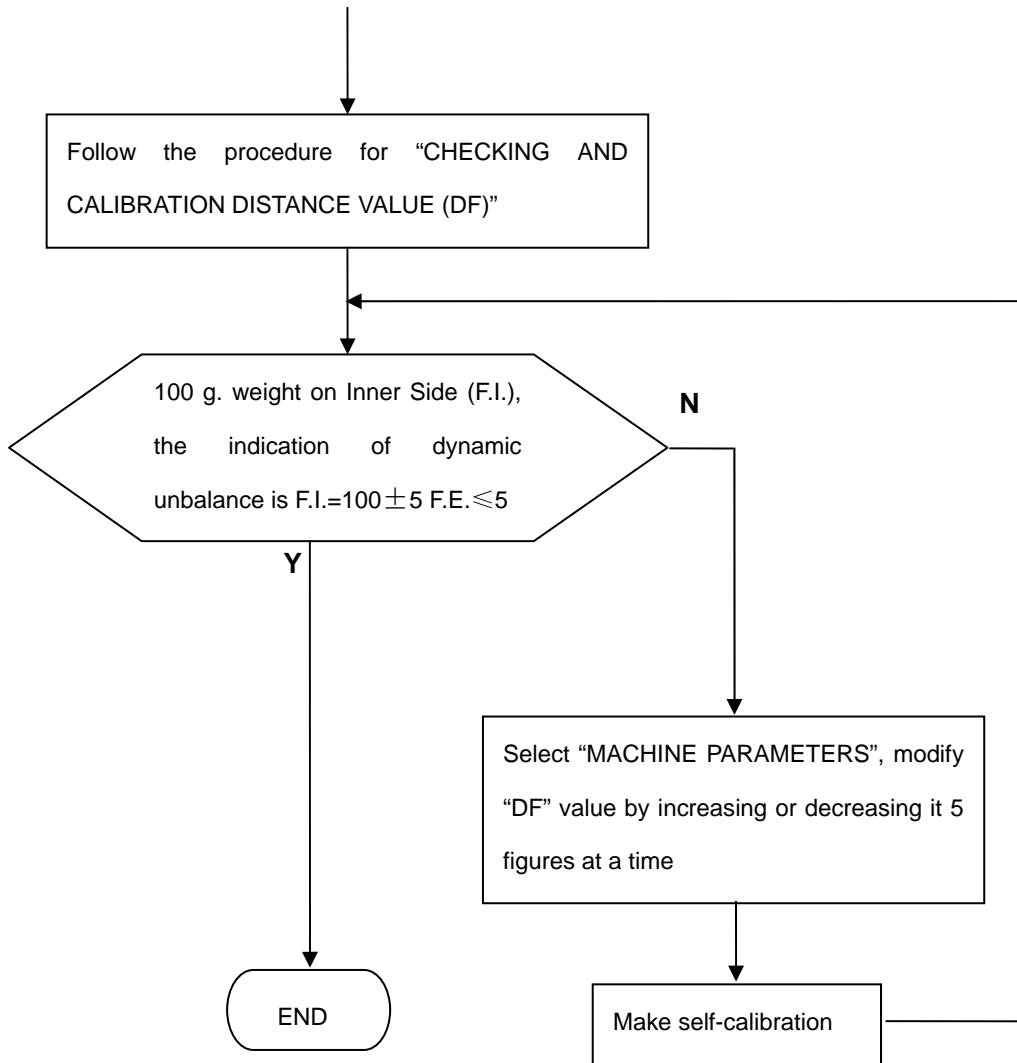 Follow the procedure for “CHECKING AND
CALIBRATION DISTANCE VALUE (DF)”
100 g. weight on Inner Side (F.I.),
the indication of dynamic
unbalance is F.I.=100±5 F.E.≤5
N
Y
Select “MACHINE PARAMETERS”, modify
“DF” value by increasing or decreasing it 5
figures at a time
END
Make self-calibration